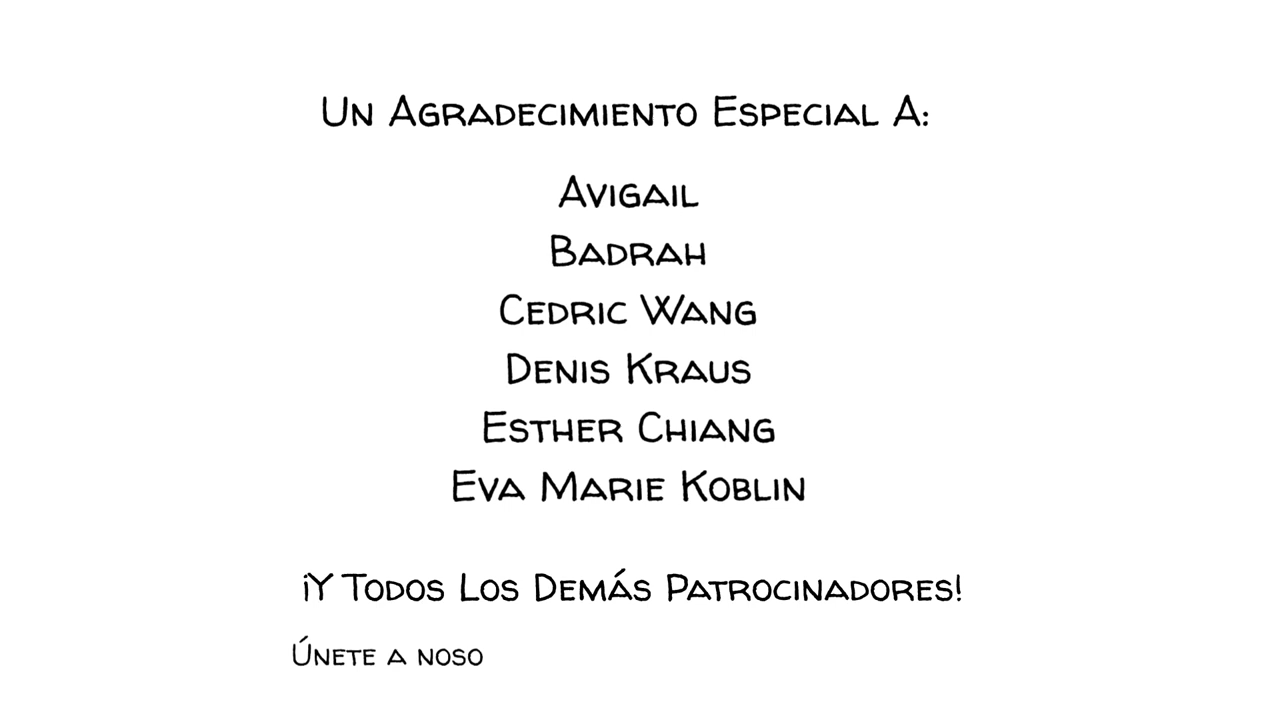 Un Agradecimiento Especial A:
Avigail
Badrah
Cedric Wang
Denis Kraus
Esther Chiang
Eva Marie Koblin
¡Y Todos Los Demás Patrocinadores!
Únete a noso